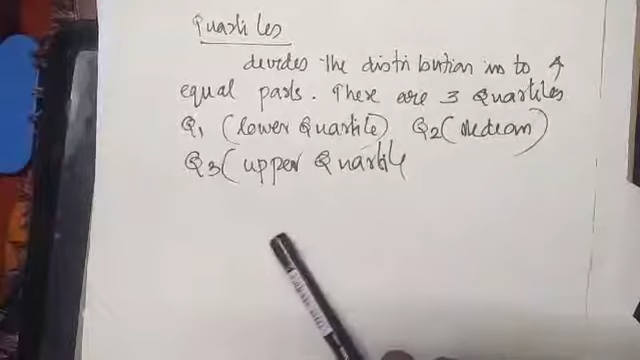 Quartiles
devides the distribution in to 4
equal parts. There are 3 Quartiles
Q1 (lower Quartile) Q2 (Median)
Q3 (upper Quartile